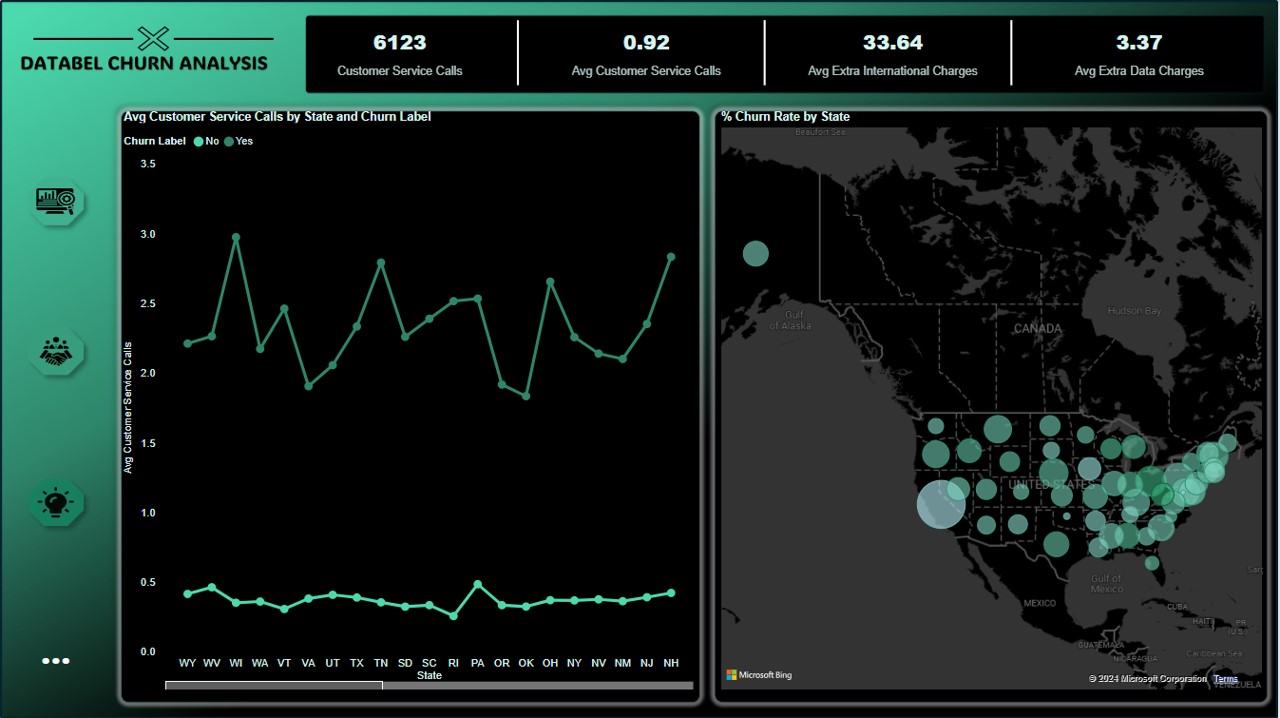 DATABEL CHURN ANALYSIS
6123
Customer Service Calls
0.92
Avg Customer Service Calls
33.64
Avg Extra International Charges
3.37
Avg Extra Data Charges
Avg Customer Service Calls by State and Churn Label
Churn Label No Yes
3.5
3.0
2.5
2.0
1.5
1.0
0.5
0.0
Avg Customer Service Calls
WY WV WI WA VT VA UT TX TN SD SC RI PA OR OK OH NY NV NM NJ NH
State
% Churn Rate by State
Beaufort Sea
Gulf
of Alaska
CANADA
Hudson Bay
UNITED STATES
Gulf of
Mexico
MEXICO
CUBA
HAITI
PR
(U.S.)
GUATEMALA
Caribbean Sea
NICARAGUA
VENEZUELA
Microsoft Bing
© 2024 Microsoft Corporation Terms